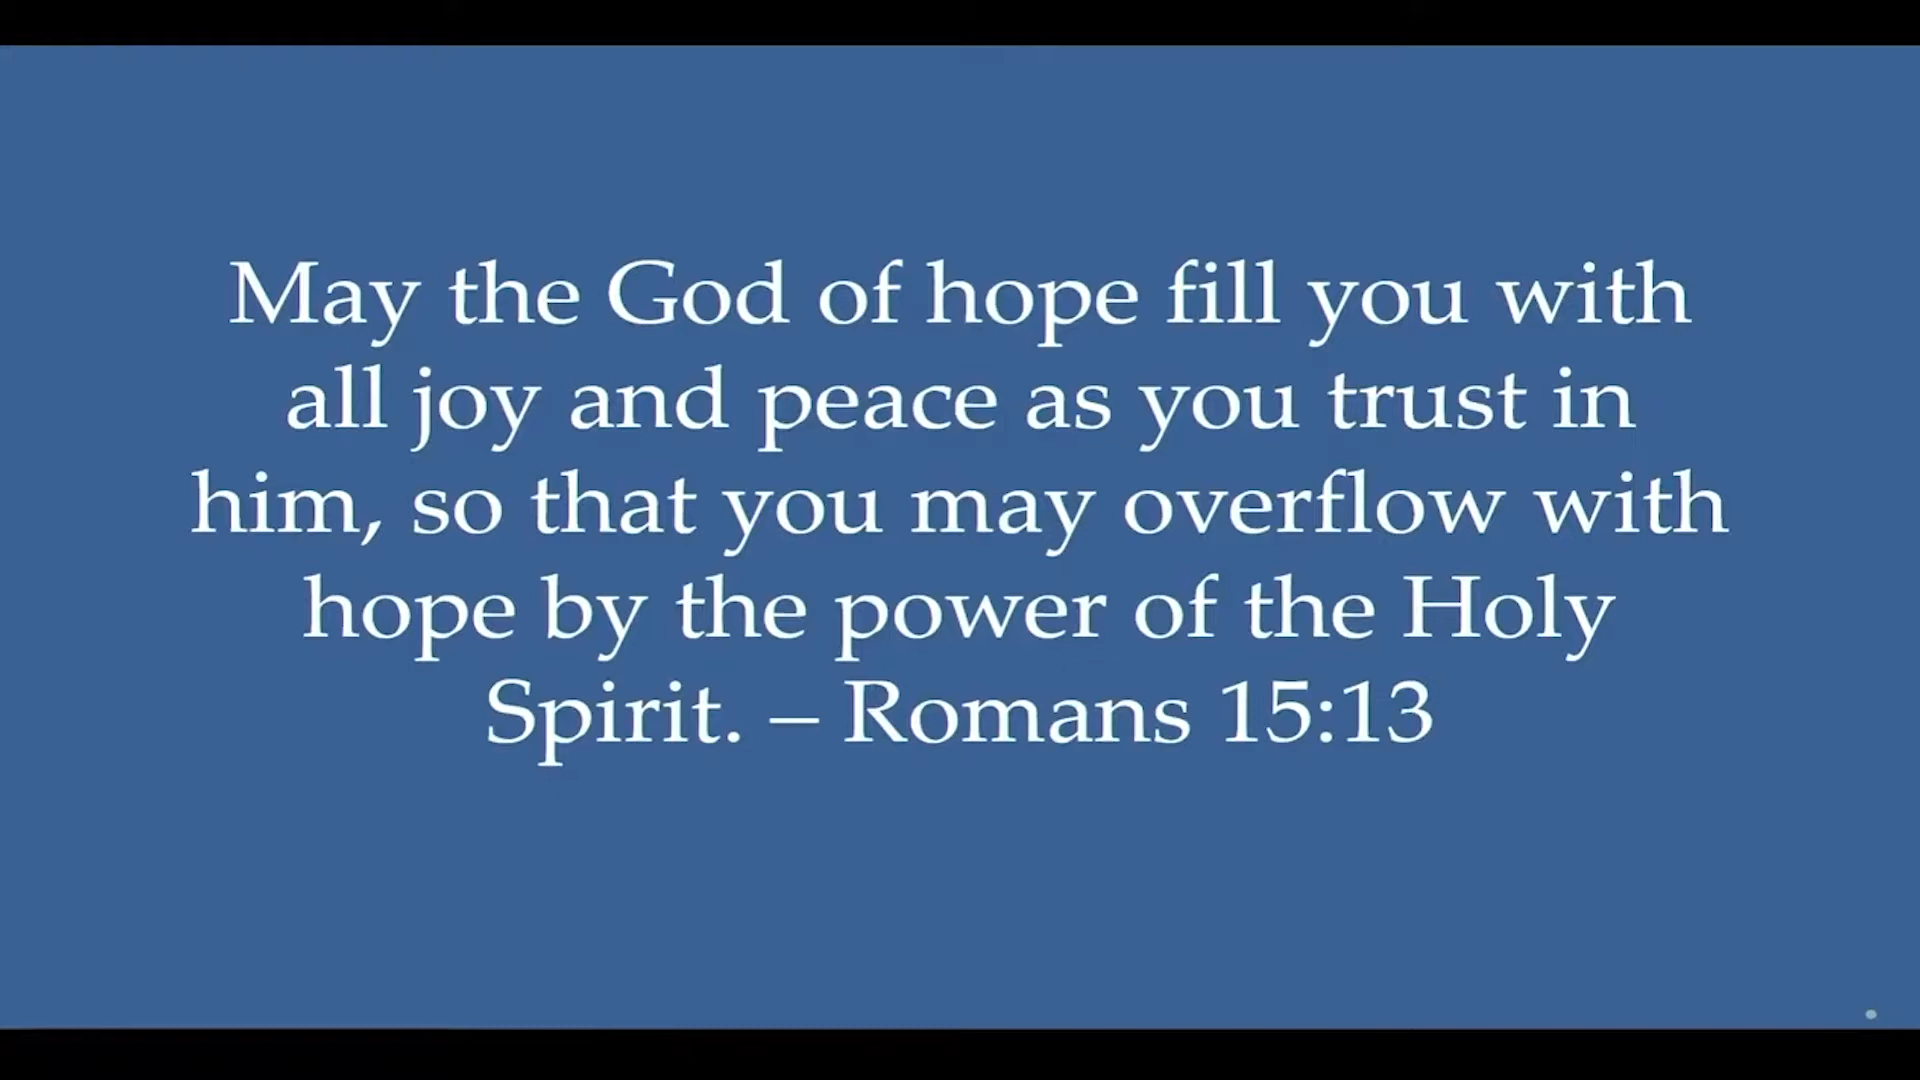 May the God of hope fill you with
all joy and peace as you trust in
him, so that you may overflow with
hope by the power of the Holy
Spirit. – Romans 15:13